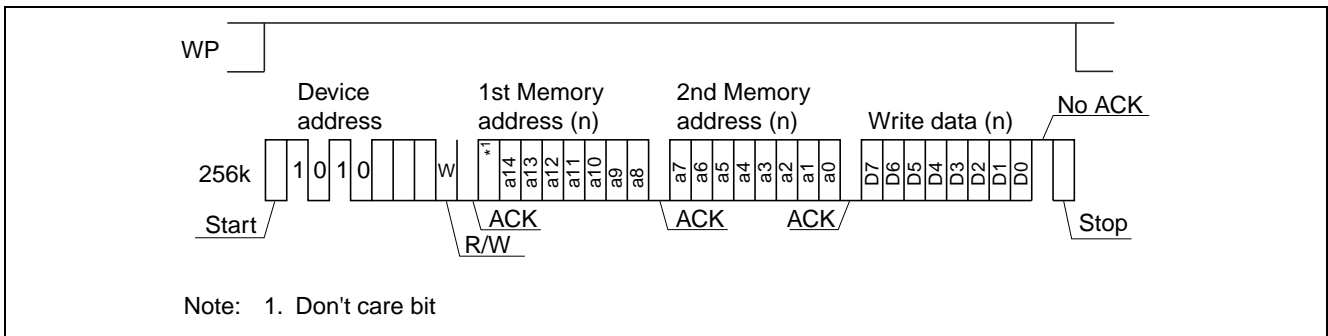 WP
Device address
1st Memory address (n)
2nd Memory address (n)
Write data (n)
No ACK
256k
1 0 1 0
W
*1 a14 a13 a12 a11 a10 a9 a8
a7 a6 a5 a4 a3 a2 a1 a0
D7 D6 D5 D4 D3 D2 D1 D0
Start
ACK
ACK
ACK
Stop
R/W
Note: 1. Don't care bit